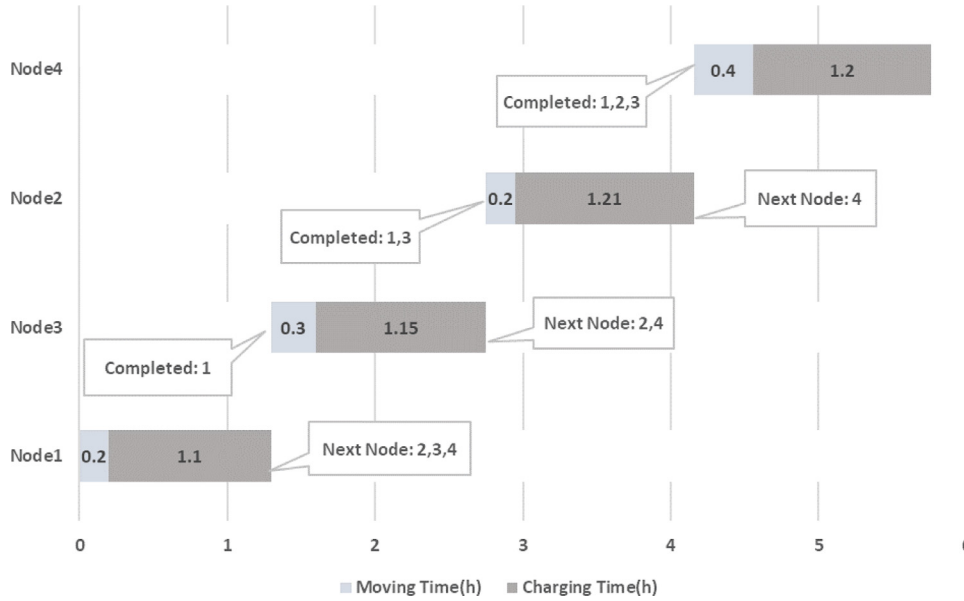 Node4
0.4
1.2
Completed: 1,2,3
Node2
0.2
1.21
Next Node: 4
Completed: 1,3
Node3
0.3
1.15
Next Node: 2,4
Completed: 1
Node1
0.2
1.1
Next Node: 2,3,4
0 1 2 3 4 5
Moving Time(h) Charging Time(h)